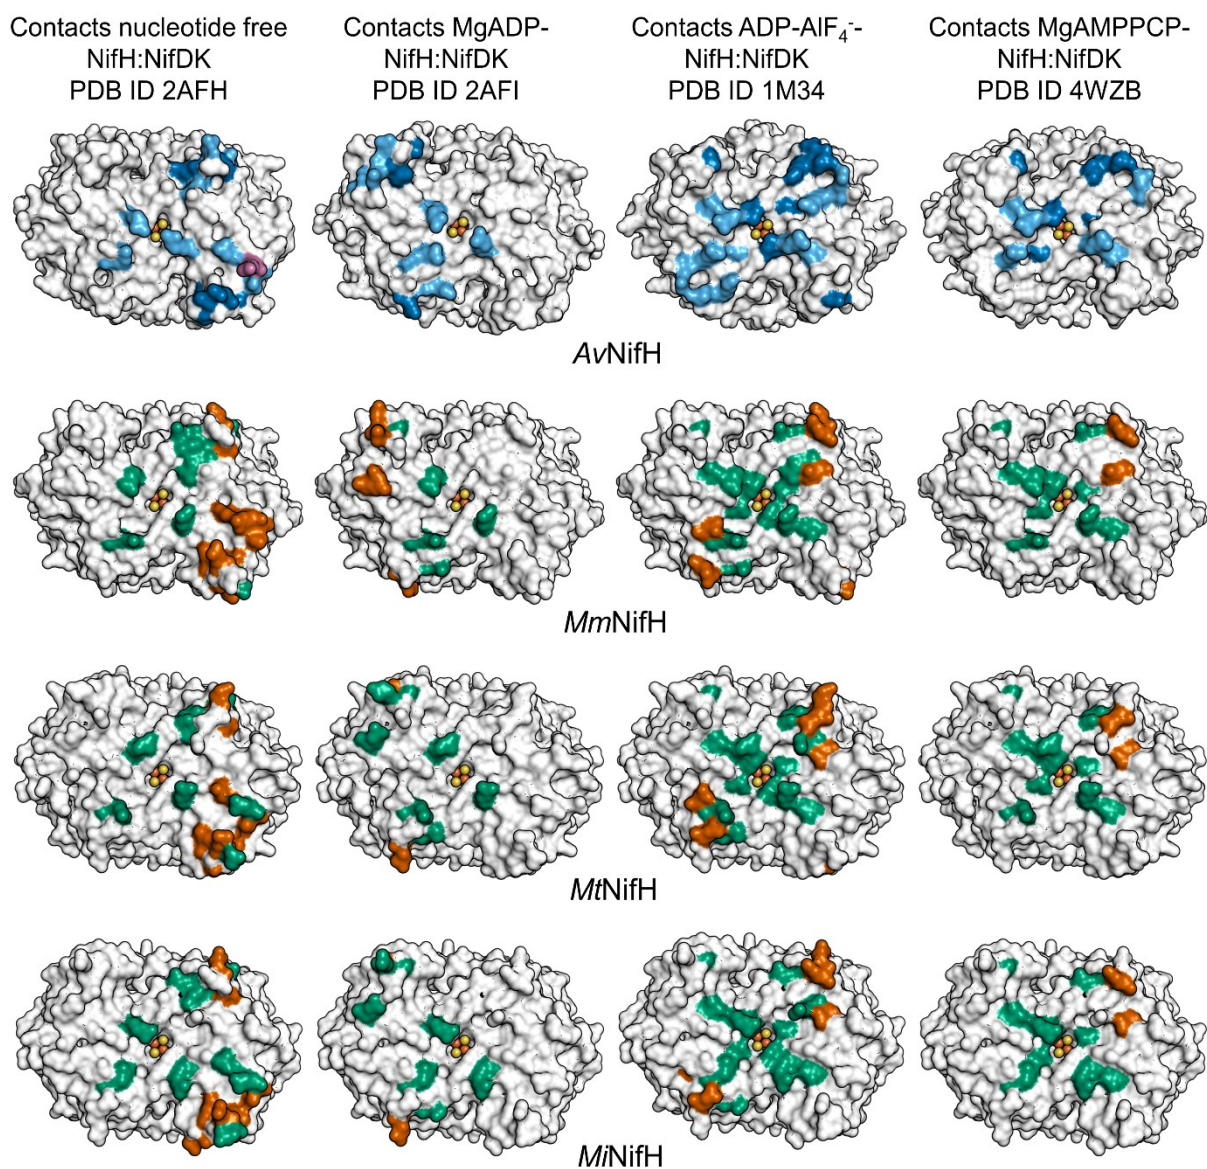 Contacts nucleotide free
NifH:NifDK
PDB ID 2AFH
Contacts MgADP-
NifH:NifDK
PDB ID 2AFI
Contacts ADP-AlF₄⁻-
NifH:NifDK
PDB ID 1M34
Contacts MgAMPPCP-
NifH:NifDK
PDB ID 4WZB
AvNifH
MmNifH
MtNifH
MiNifH